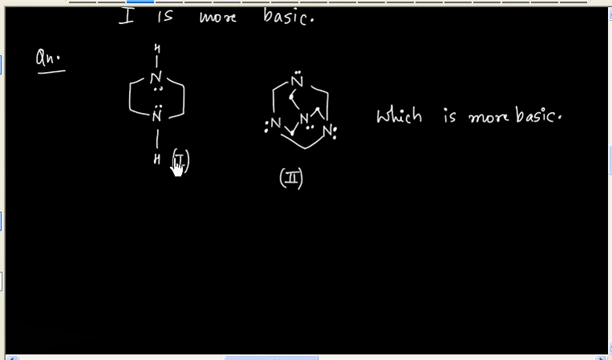 I is more basic.
Qn.
H
N
N
H
(I)
N
N
N
N
(II)
Which is more basic.